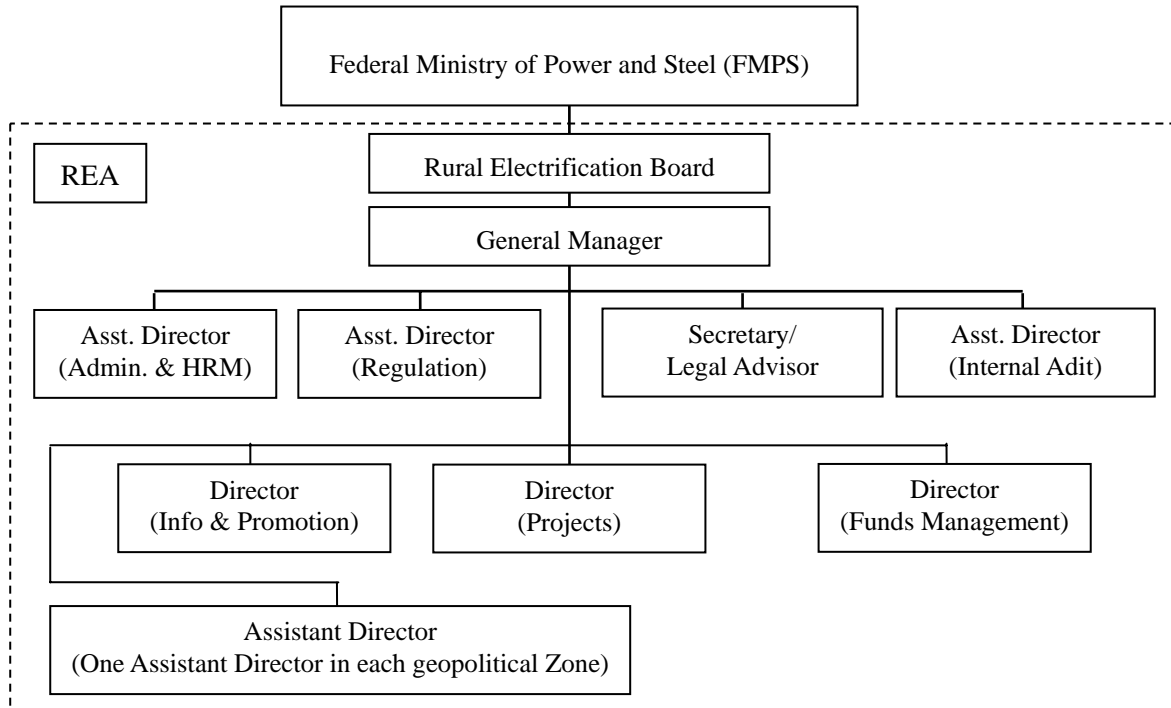 Federal Ministry of Power and Steel (FMPS)
REA
Rural Electrification Board
General Manager
Asst. Director
(Admin. & HRM)
Asst. Director
(Regulation)
Secretary/
Legal Advisor
Asst. Director
(Internal Adit)
Director
(Info & Promotion)
Director
(Projects)
Director
(Funds Management)
Assistant Director
(One Assistant Director in each geopolitical Zone)